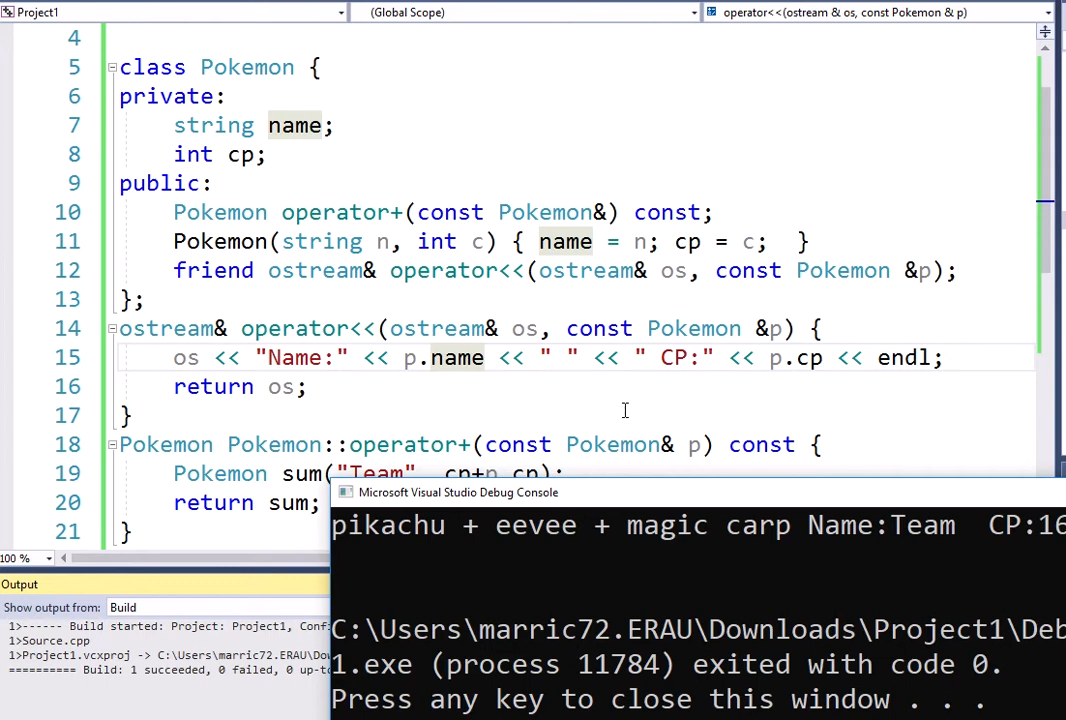 Project1
(Global Scope)
operator<<(ostream & os, const Pokemon & p)
4
5 class Pokemon {
6 private:
7 string name;
8 int cp;
9 public:
10 Pokemon operator+(const Pokemon&) const;
11 Pokemon(string n, int c) { name = n; cp = c;  }
12 friend ostream& operator<<(ostream& os, const Pokemon &p);
13 };
14 ostream& operator<<(ostream& os, const Pokemon &p) {
15 os << "Name:" << p.name << " " << " CP:" << p.cp << endl;
16 return os;
17 }
18 Pokemon Pokemon::operator+(const Pokemon& p) const {
19 Pokemon sum("Team", cp+p.cp);
20 return sum;
21 }
100 %
Microsoft Visual Studio Debug Console
pikachu + eevee + magic carp Name:Team  CP:16
C:\Users\marric72.ERAU\Downloads\Project1\Deb
1.exe (process 11784) exited with code 0.
Press any key to close this window . . .
Output
Show output from: Build
1>------ Build started: Project: Project1, Conf
1>Source.cpp
1>Project1.vcxproj -> C:\Users\marric72.ERAU\Do
========== Build: 1 succeeded, 0 failed, 0 up-to